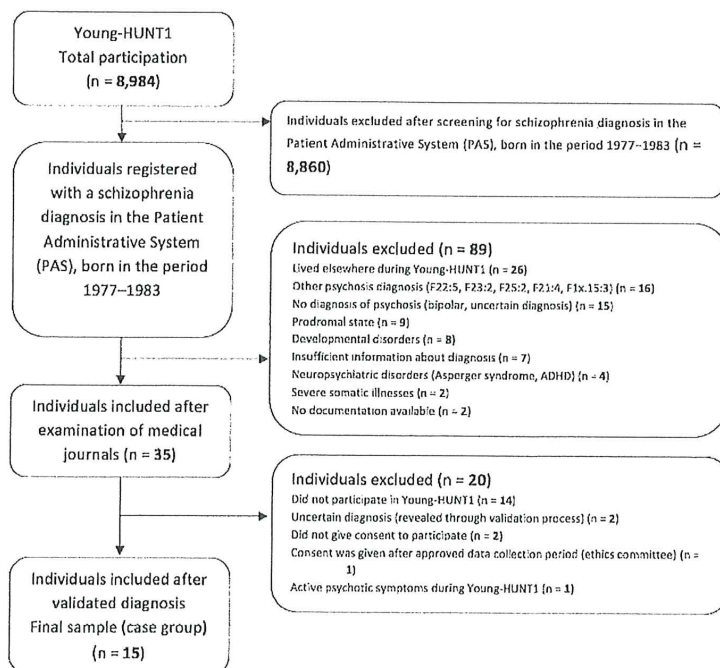 Young-HUNT1
Total participation
(n = 8,984)
Individuals excluded after screening for schizophrenia diagnosis in the
Patient Administrative System (PAS), born in the period 1977–1983 (n =
8,860)
Individuals registered
with a schizophrenia
diagnosis in the Patient
Administrative System
(PAS), born in the period
1977–1983
Individuals excluded (n = 89)
Lived elsewhere during Young-HUNT1 (n = 26)
Other psychosis diagnosis (F22:5, F23:2, F25:2, F21:4, F1x.15:3) (n = 16)
No diagnosis of psychosis (bipolar, uncertain diagnosis) (n = 15)
Prodromal state (n = 9)
Developmental disorders (n = 8)
Insufficient information about diagnosis (n = 7)
Neuropsychiatric disorders (Asperger syndrome, ADHD) (n = 4)
Severe somatic illnesses (n = 2)
No documentation available (n = 2)
Individuals included after
examination of medical
journals (n = 35)
Individuals excluded (n = 20)
Did not participate in Young-HUNT1 (n = 14)
Uncertain diagnosis (revealed through validation process) (n = 2)
Did not give consent to participate (n = 2)
Consent was given after approved data collection period (ethics committee) (n =
1)
Active psychotic symptoms during Young-HUNT1 (n = 1)
Individuals included after
validated diagnosis
Final sample (case group)
(n = 15)